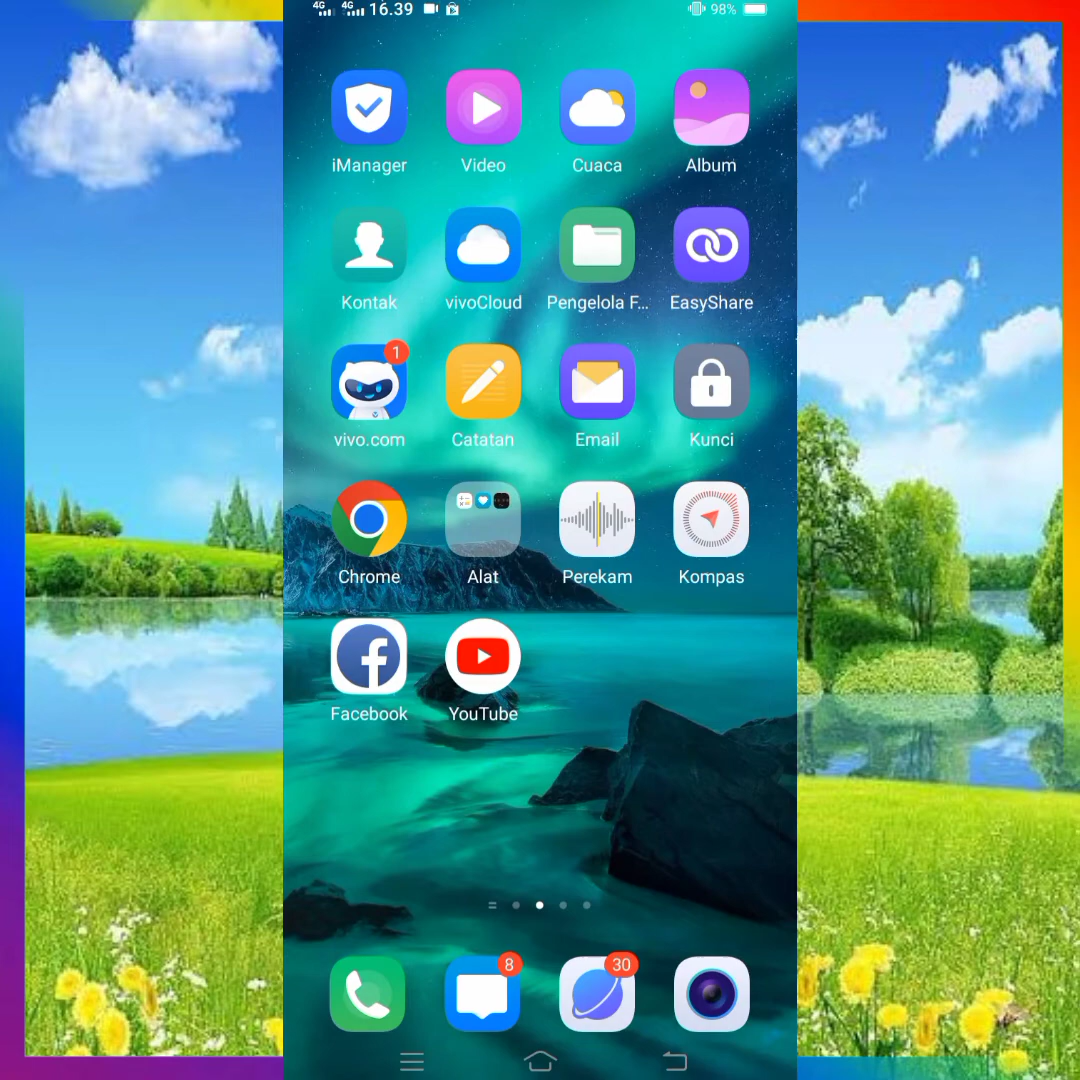 4G 4G 16.39 98%
iManager Video Cuaca Album
Kontak vivoCloud Pengelola F... EasyShare
1
vivo.com Catatan Email Kunci
Chrome Alat Perekam Kompas
Facebook YouTube
8 30